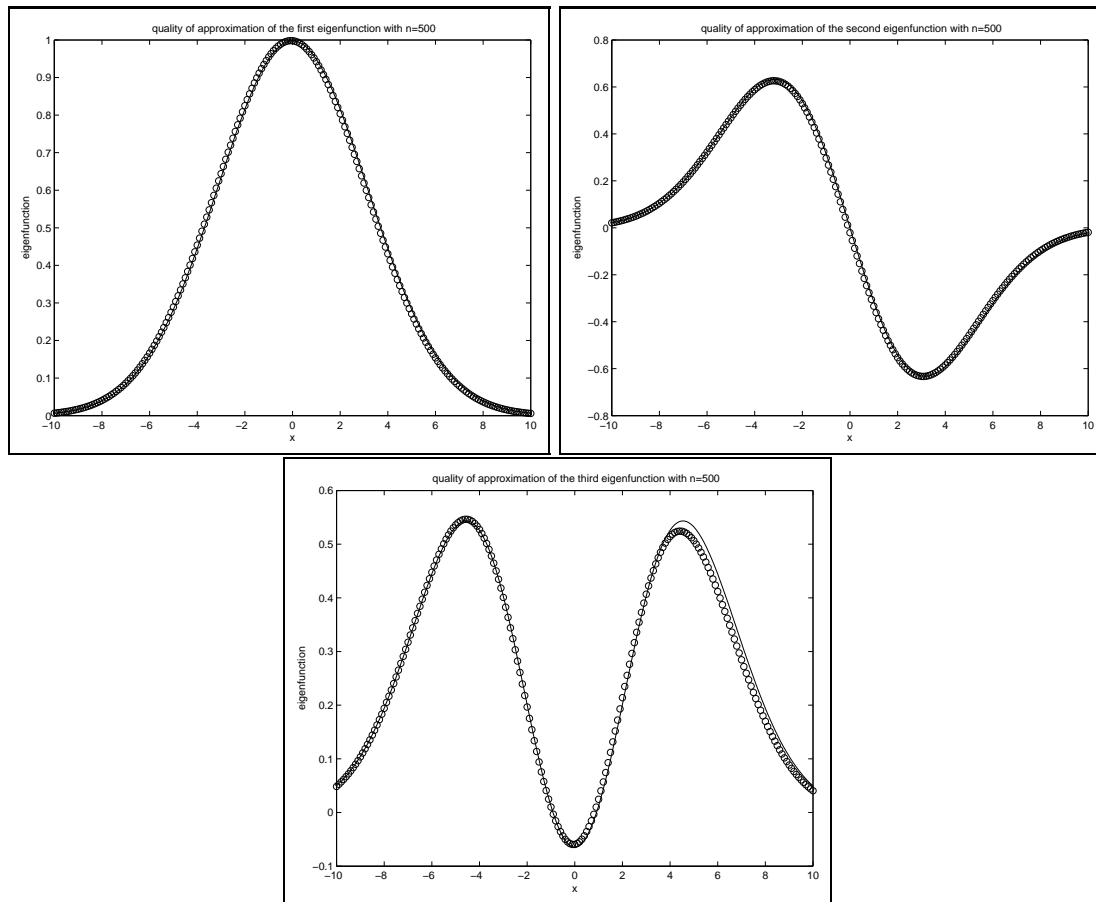 quality of approximation of the first eigenfunction with n=500
1
0.9
0.8
0.7
0.6
0.5
0.4
0.3
0.2
0.1
0
eigenfunction
−10 −8 −6 −4 −2 0 2 4 6 8 10
x
quality of approximation of the second eigenfunction with n=500
0.8
0.6
0.4
0.2
0
−0.2
−0.4
−0.6
−0.8
eigenfunction
−10 −8 −6 −4 −2 0 2 4 6 8 10
x
quality of approximation of the third eigenfunction with n=500
0.6
0.5
0.4
0.3
0.2
0.1
0
−0.1
eigenfunction
−10 −8 −6 −4 −2 0 2 4 6 8 10
x